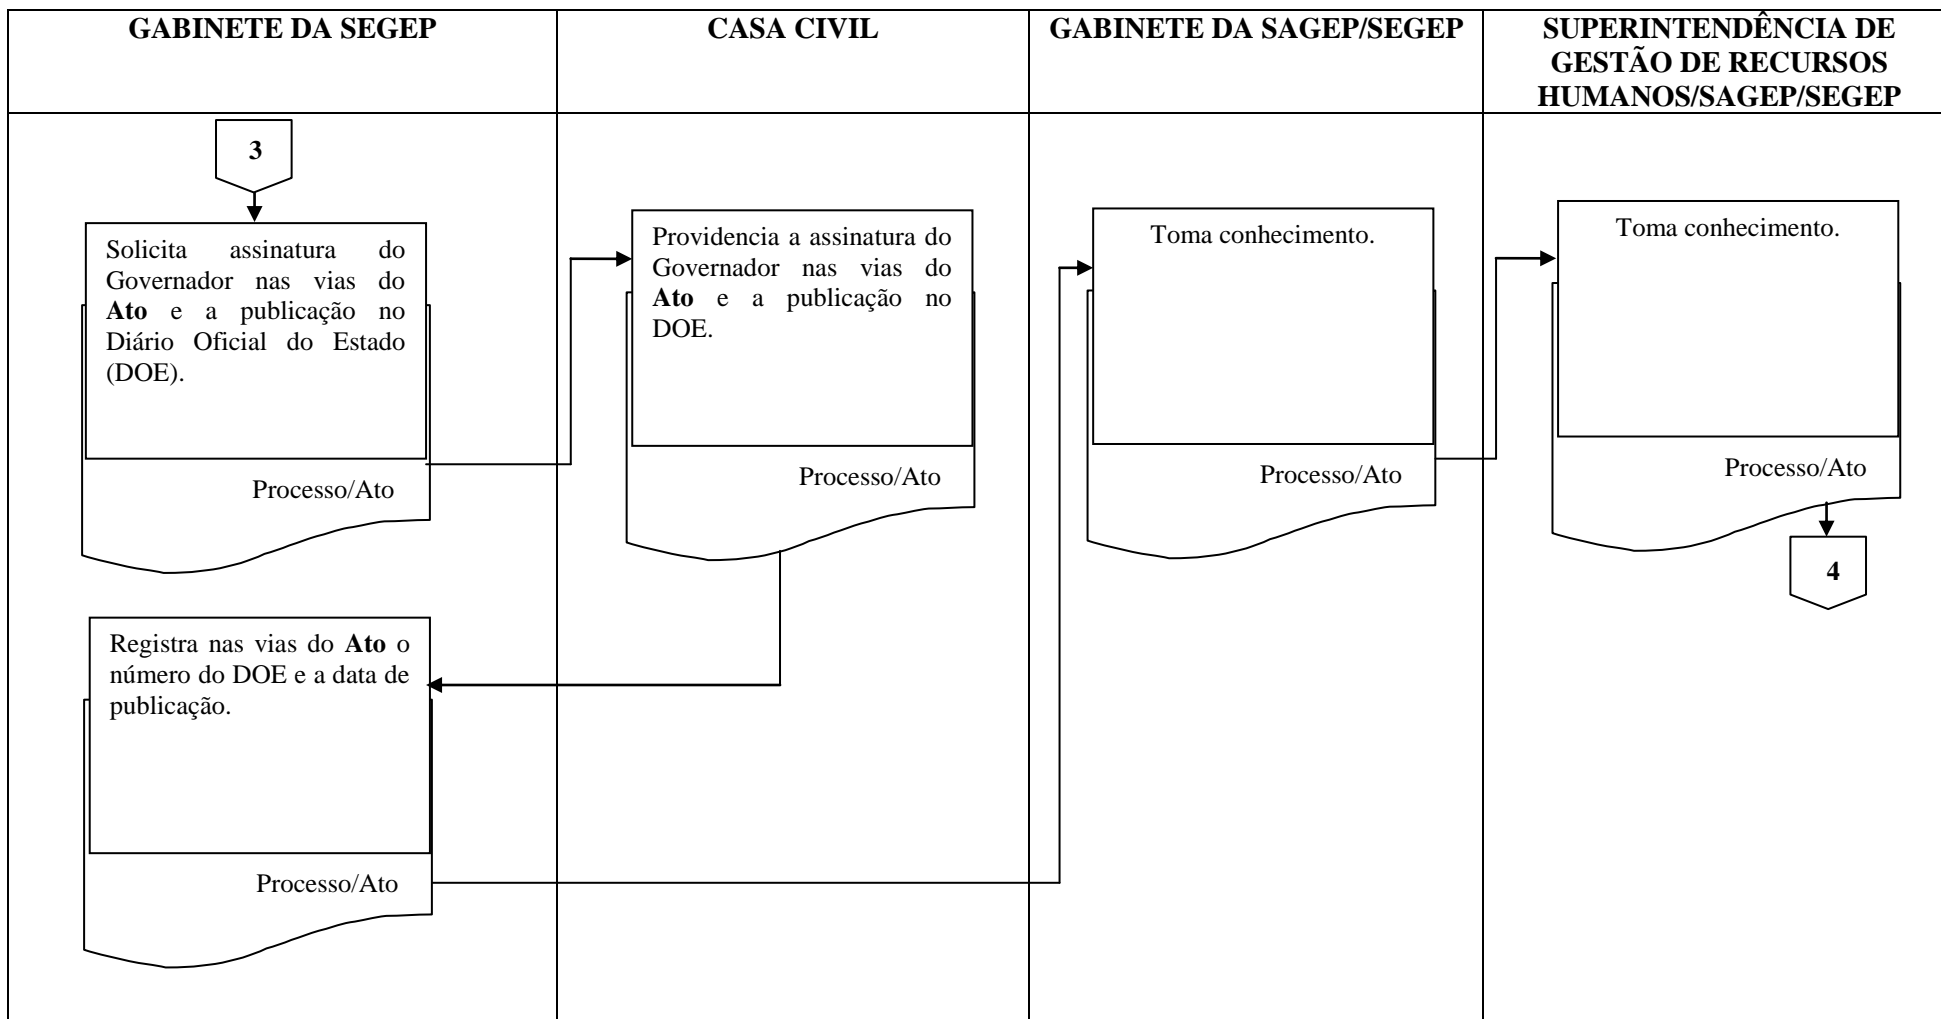 GABINETE DA SEGEP
CASA CIVIL
GABINETE DA SAGEP/SEGEP
SUPERINTENDÊNCIA DE
GESTÃO DE RECURSOS
HUMANOS/SAGEP/SEGEP
3
Solicita assinatura do
Governador nas vias do
Ato e a publicação no
Diário Oficial do Estado
(DOE).
Processo/Ato
Providencia a assinatura do
Governador nas vias do
Ato e a publicação no
DOE.
Processo/Ato
Registra nas vias do Ato o
número do DOE e a data de
publicação.
Processo/Ato
Toma conhecimento.
Processo/Ato
Toma conhecimento.
Processo/Ato
4